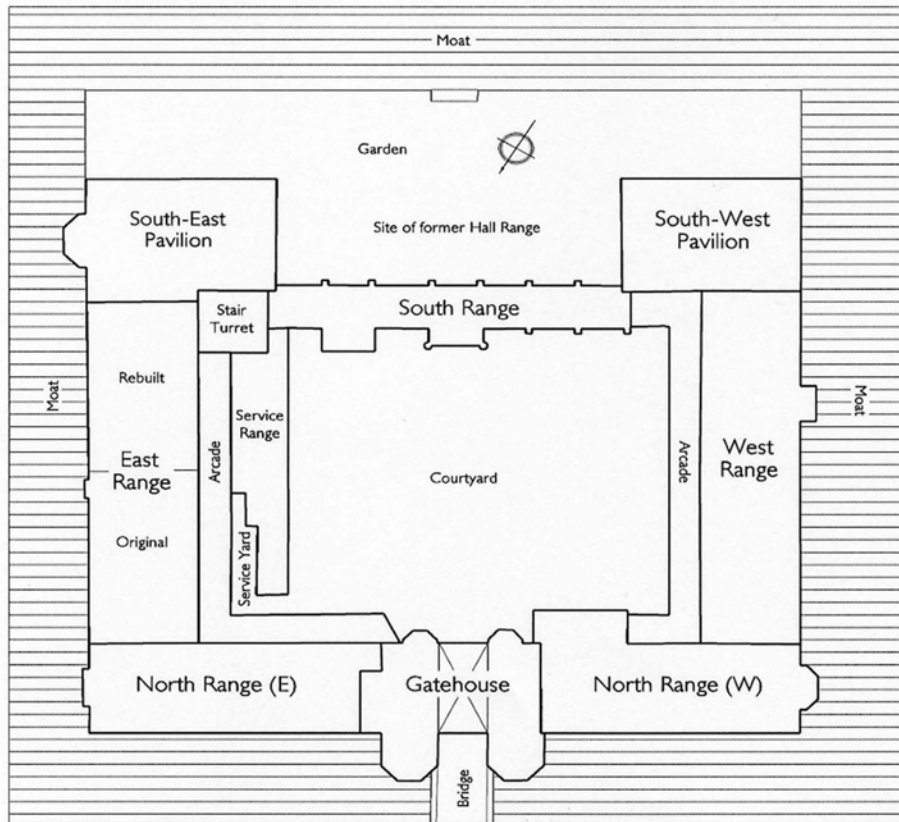 Moat
Garden
South-East
Pavilion
Site of former Hall Range
South-West
Pavilion
Stair
Turret
South Range
Rebuilt
Moat
Moat
Service
Range
East
Range
Arcade
Courtyard
Arcade
West
Range
Original
Service Yard
North Range (E)
Gatehouse
North Range (W)
Bridge